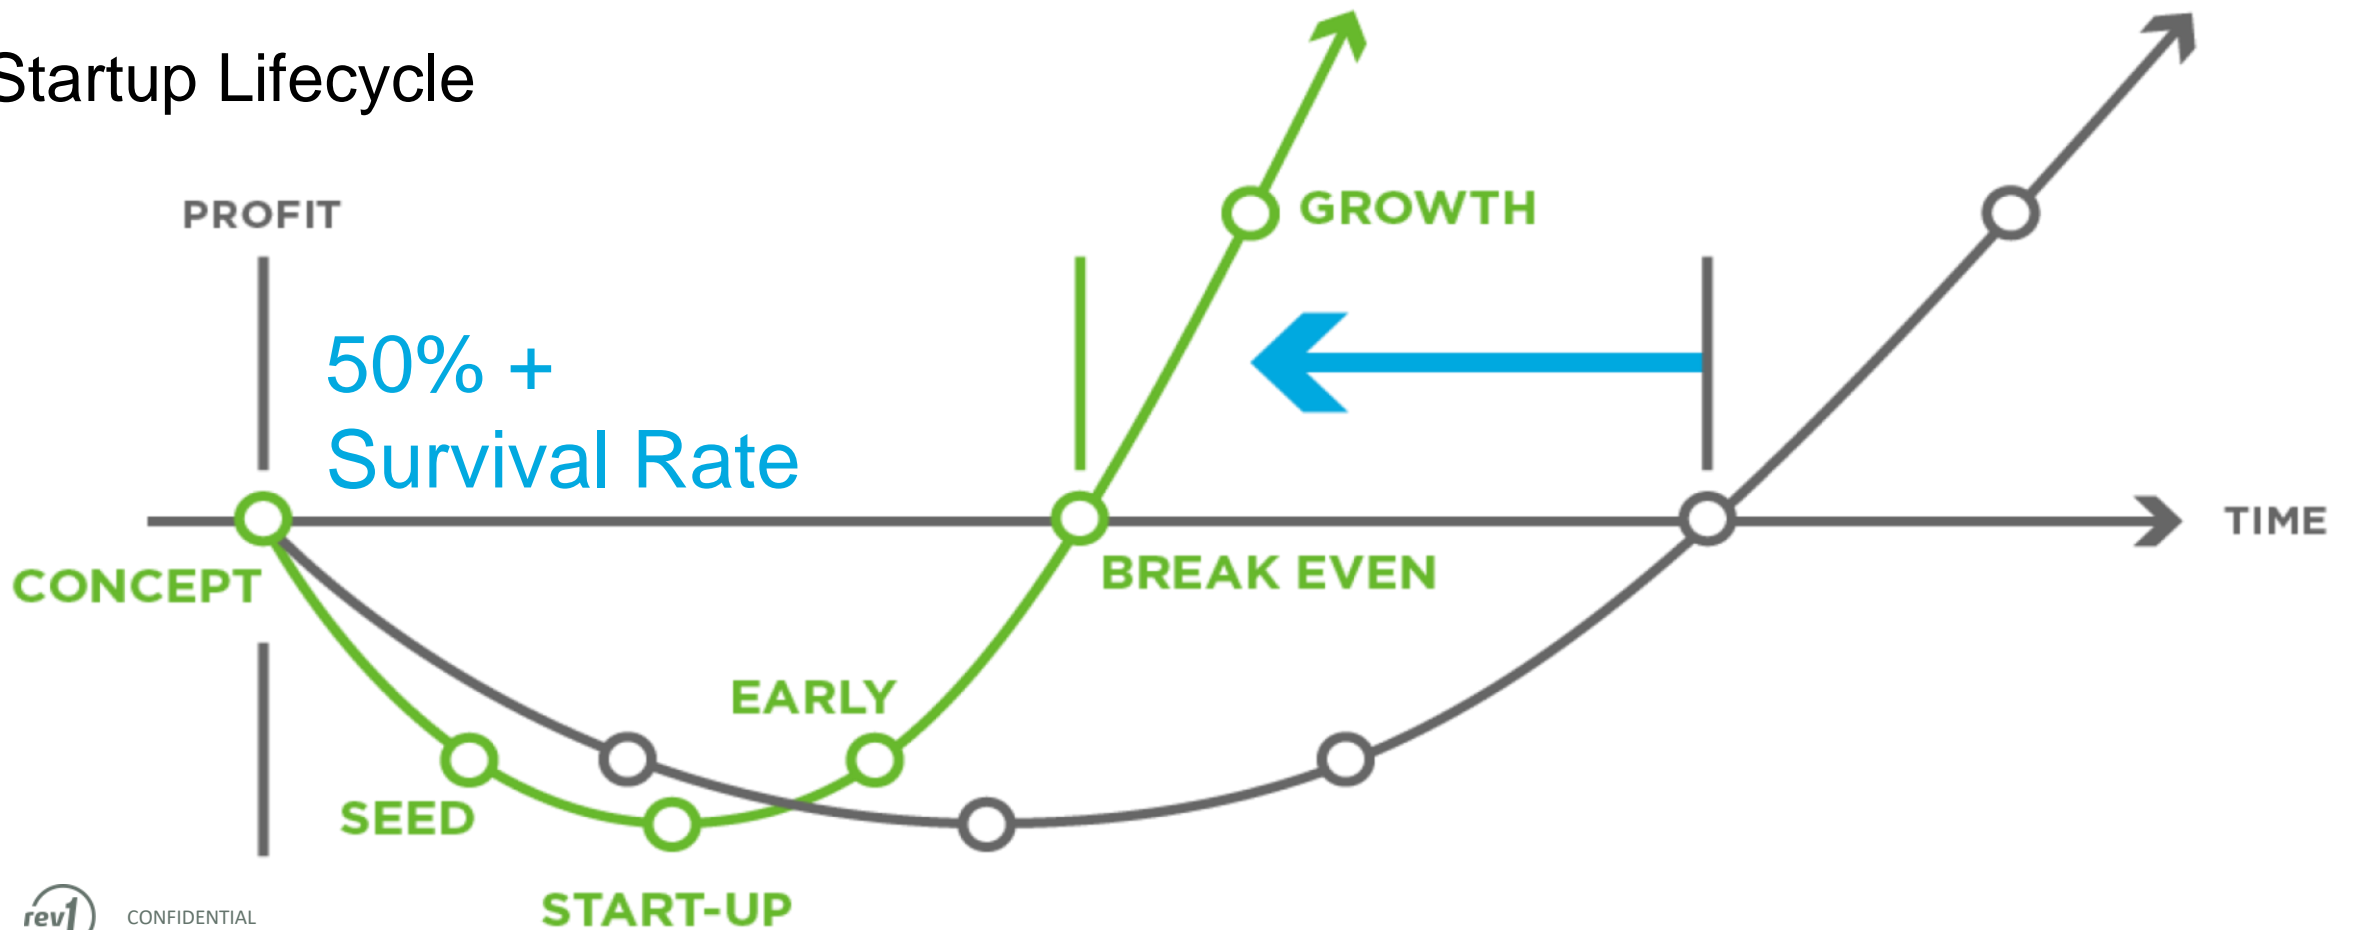 Startup Lifecycle
PROFIT
GROWTH
50% +
Survival Rate
TIME
CONCEPT
BREAK EVEN
EARLY
SEED
START-UP
rev1
CONFIDENTIAL